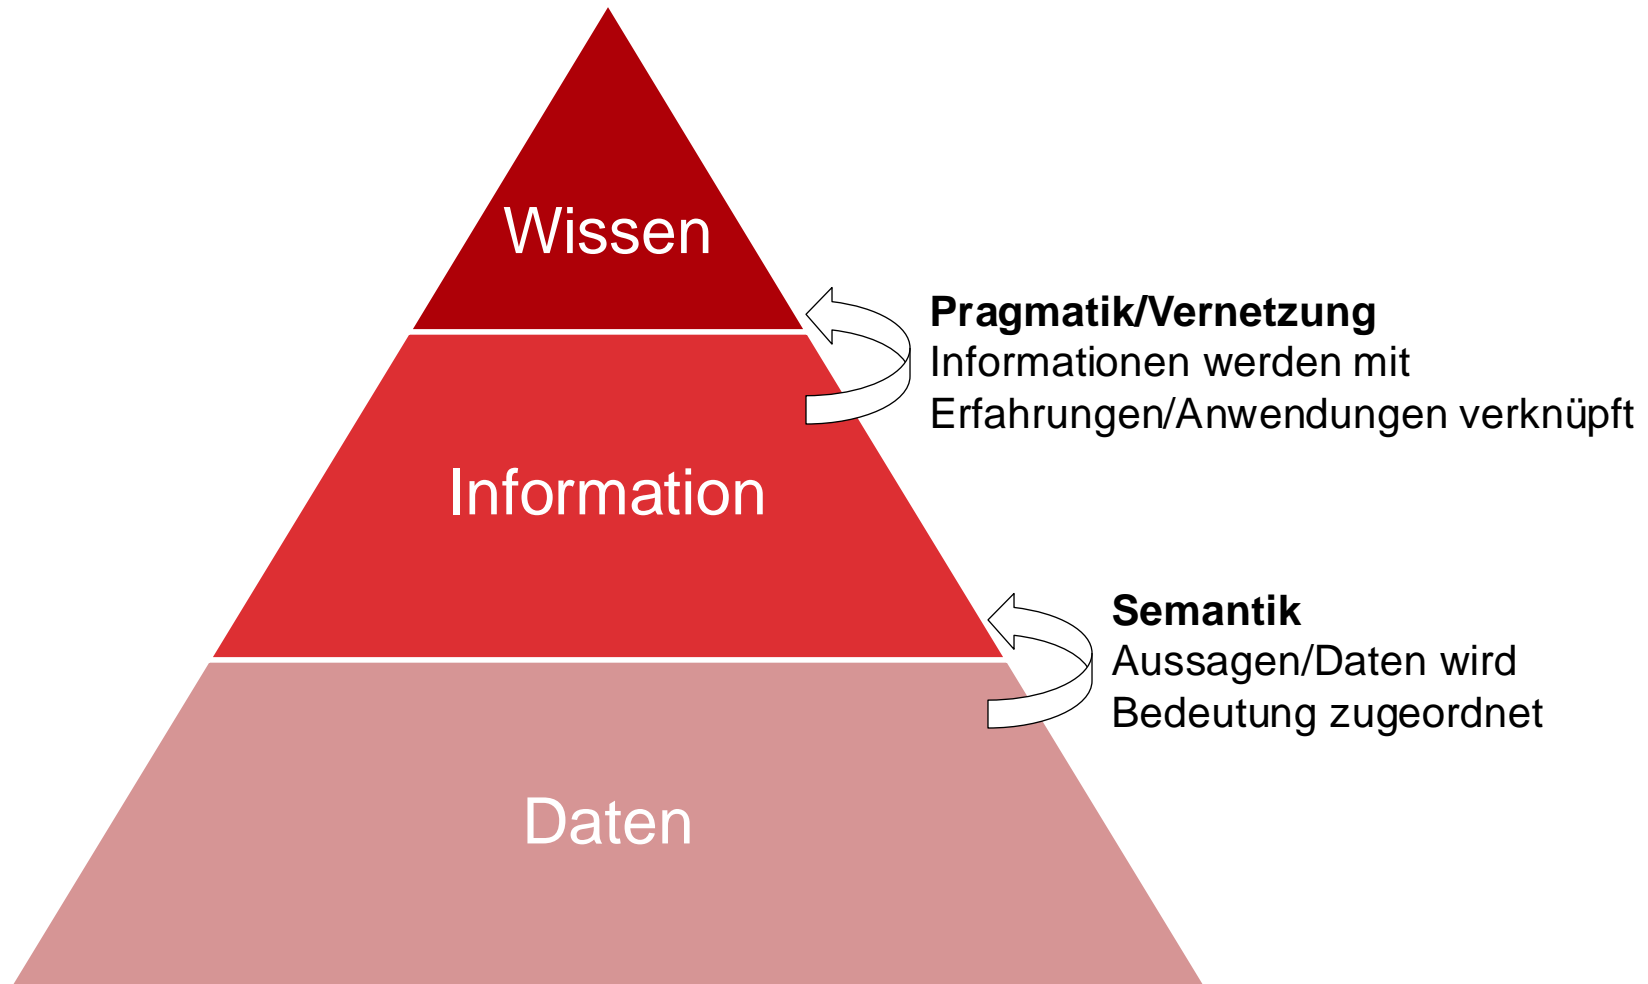 Wissen
Pragmatik/Vernetzung
Informationen werden mit
Erfahrungen/Anwendungen verknüpft
Information
Semantik
Aussagen/Daten wird
Bedeutung zugeordnet
Daten